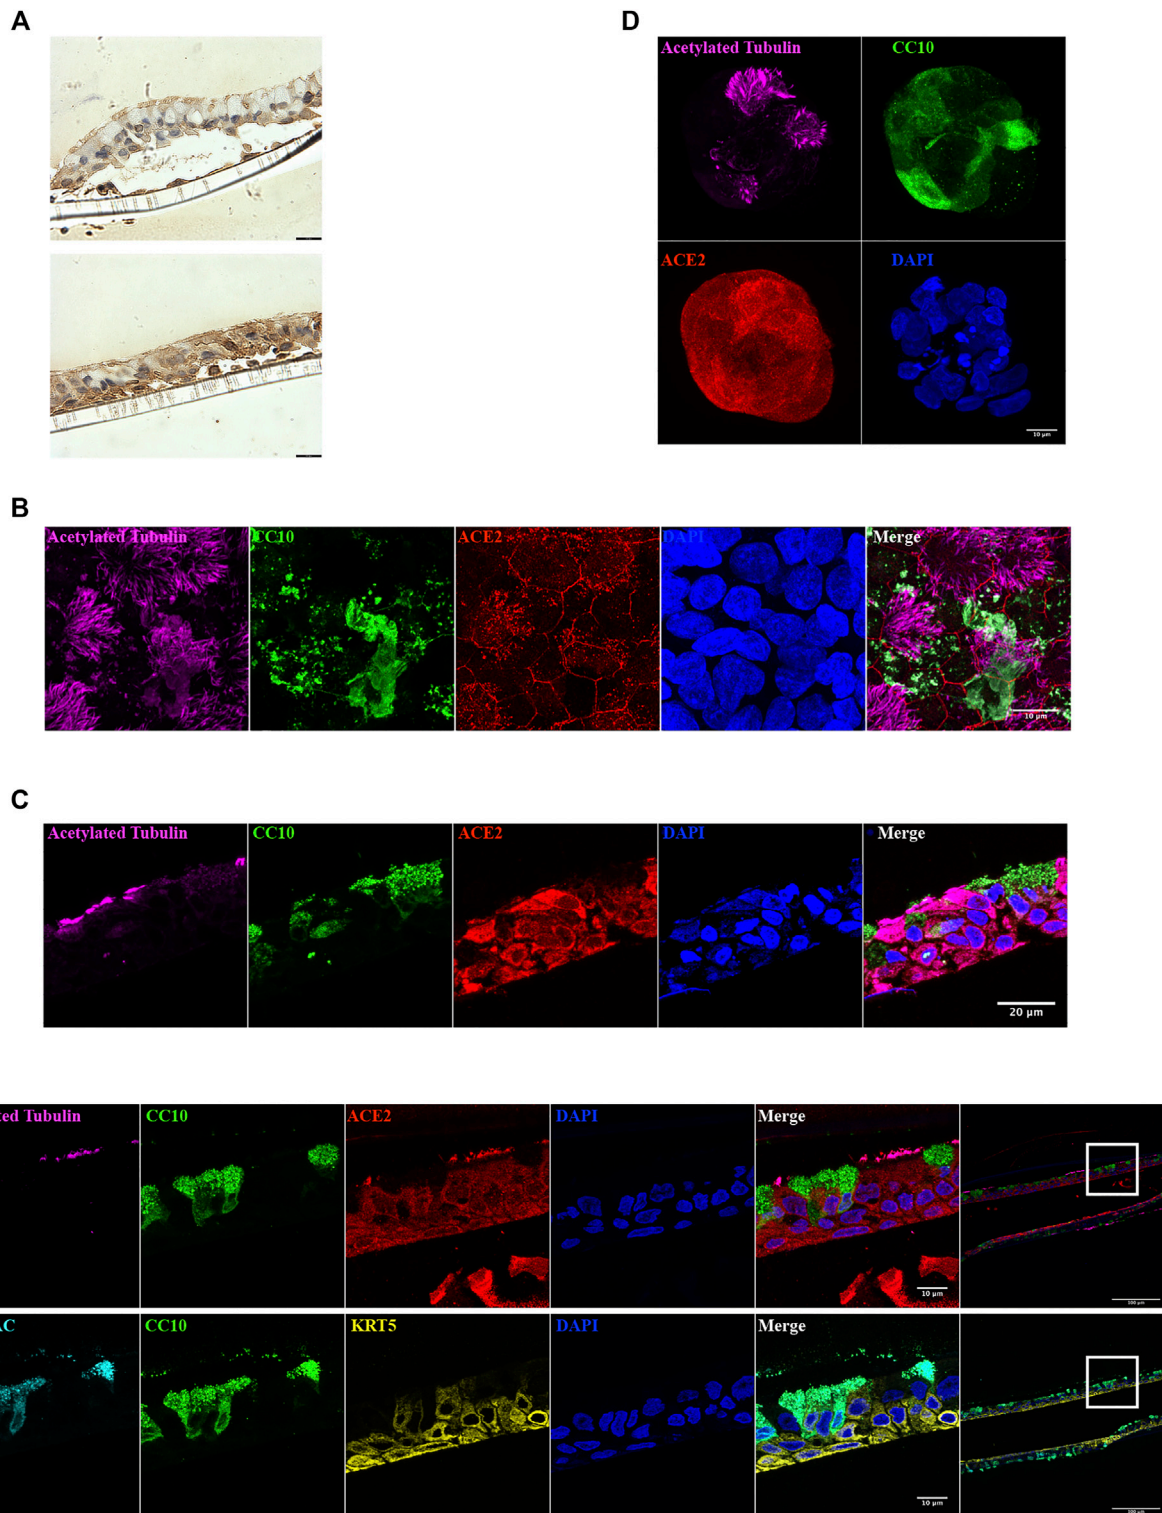 A
D
Acetylated Tubulin CC10
ACE2 DAPI
10 µm
B
Acetylated Tubulin CC10 ACE2 DAPI Merge
10 µm
C
Acetylated Tubulin CC10 ACE2 DAPI Merge
20 µm
ted Tubulin CC10 ACE2 DAPI Merge
10 µm
100 µm
AC CC10 KRT5 DAPI Merge
10 µm
100 µm